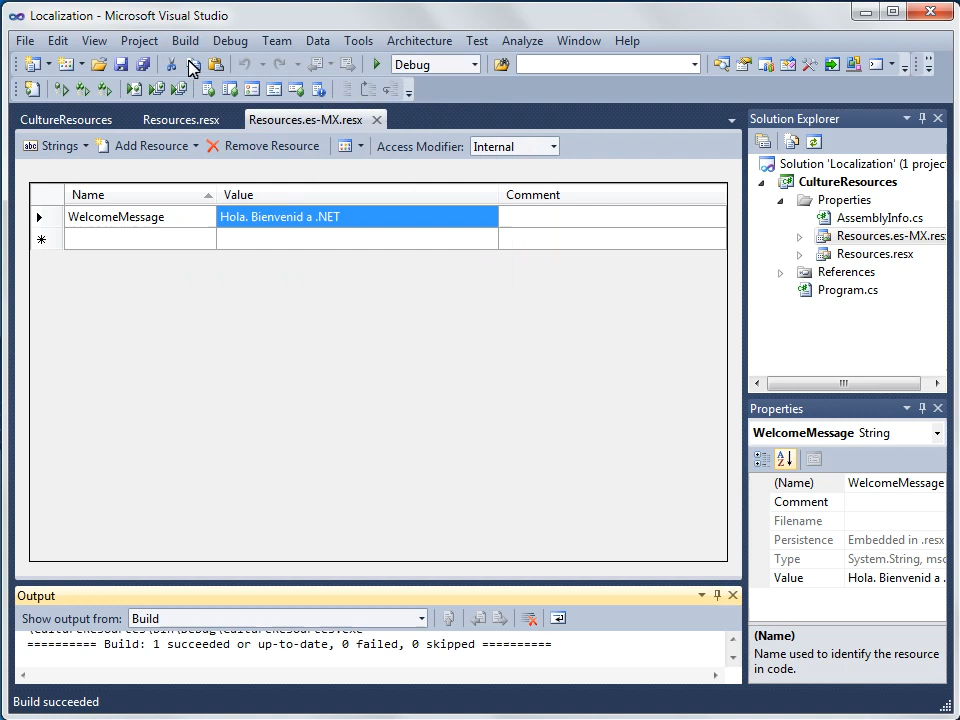 Localization - Microsoft Visual Studio
File Edit View Project Build Debug Team Data Tools Architecture Test Analyze Window Help
Debug
CultureResources Resources.resx Resources.es-MX.resx
Strings Add Resource Remove Resource Access Modifier: Internal
Name Value Comment
WelcomeMessage Hola. Bienvenid a .NET
Solution Explorer
Solution 'Localization' (1 projec
CultureResources
Properties
AssemblyInfo.cs
Resources.es-MX.res
Resources.resx
References
Program.cs
Properties
WelcomeMessage String
(Name) WelcomeMessage
Comment
Filename
Persistence Embedded in .resx
Type System.String, msc
Value Hola. Bienvenid a .
(Name)
Name used to identify the resource
in code.
Output
Show output from: Build
========== Build: 1 succeeded or up-to-date, 0 failed, 0 skipped ==========
Build succeeded